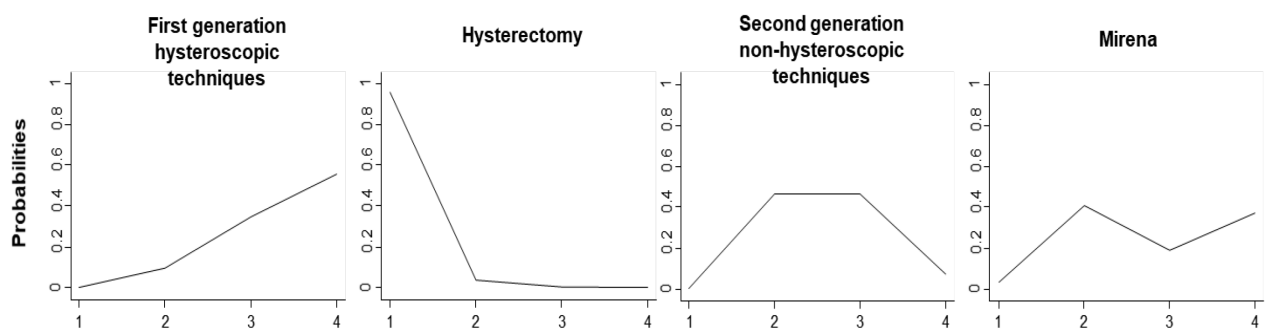 First generation
hysteroscopic
techniques
Hysterectomy
Second generation
non-hysteroscopic
techniques
Mirena
Probabilities
1
0.8
0.6
0.4
0.2
0
1 2 3 4
1
0.8
0.6
0.4
0.2
0
1 2 3 4
1
0.8
0.6
0.4
0.2
0
1 2 3 4
1
0.8
0.6
0.4
0.2
0
1 2 3 4